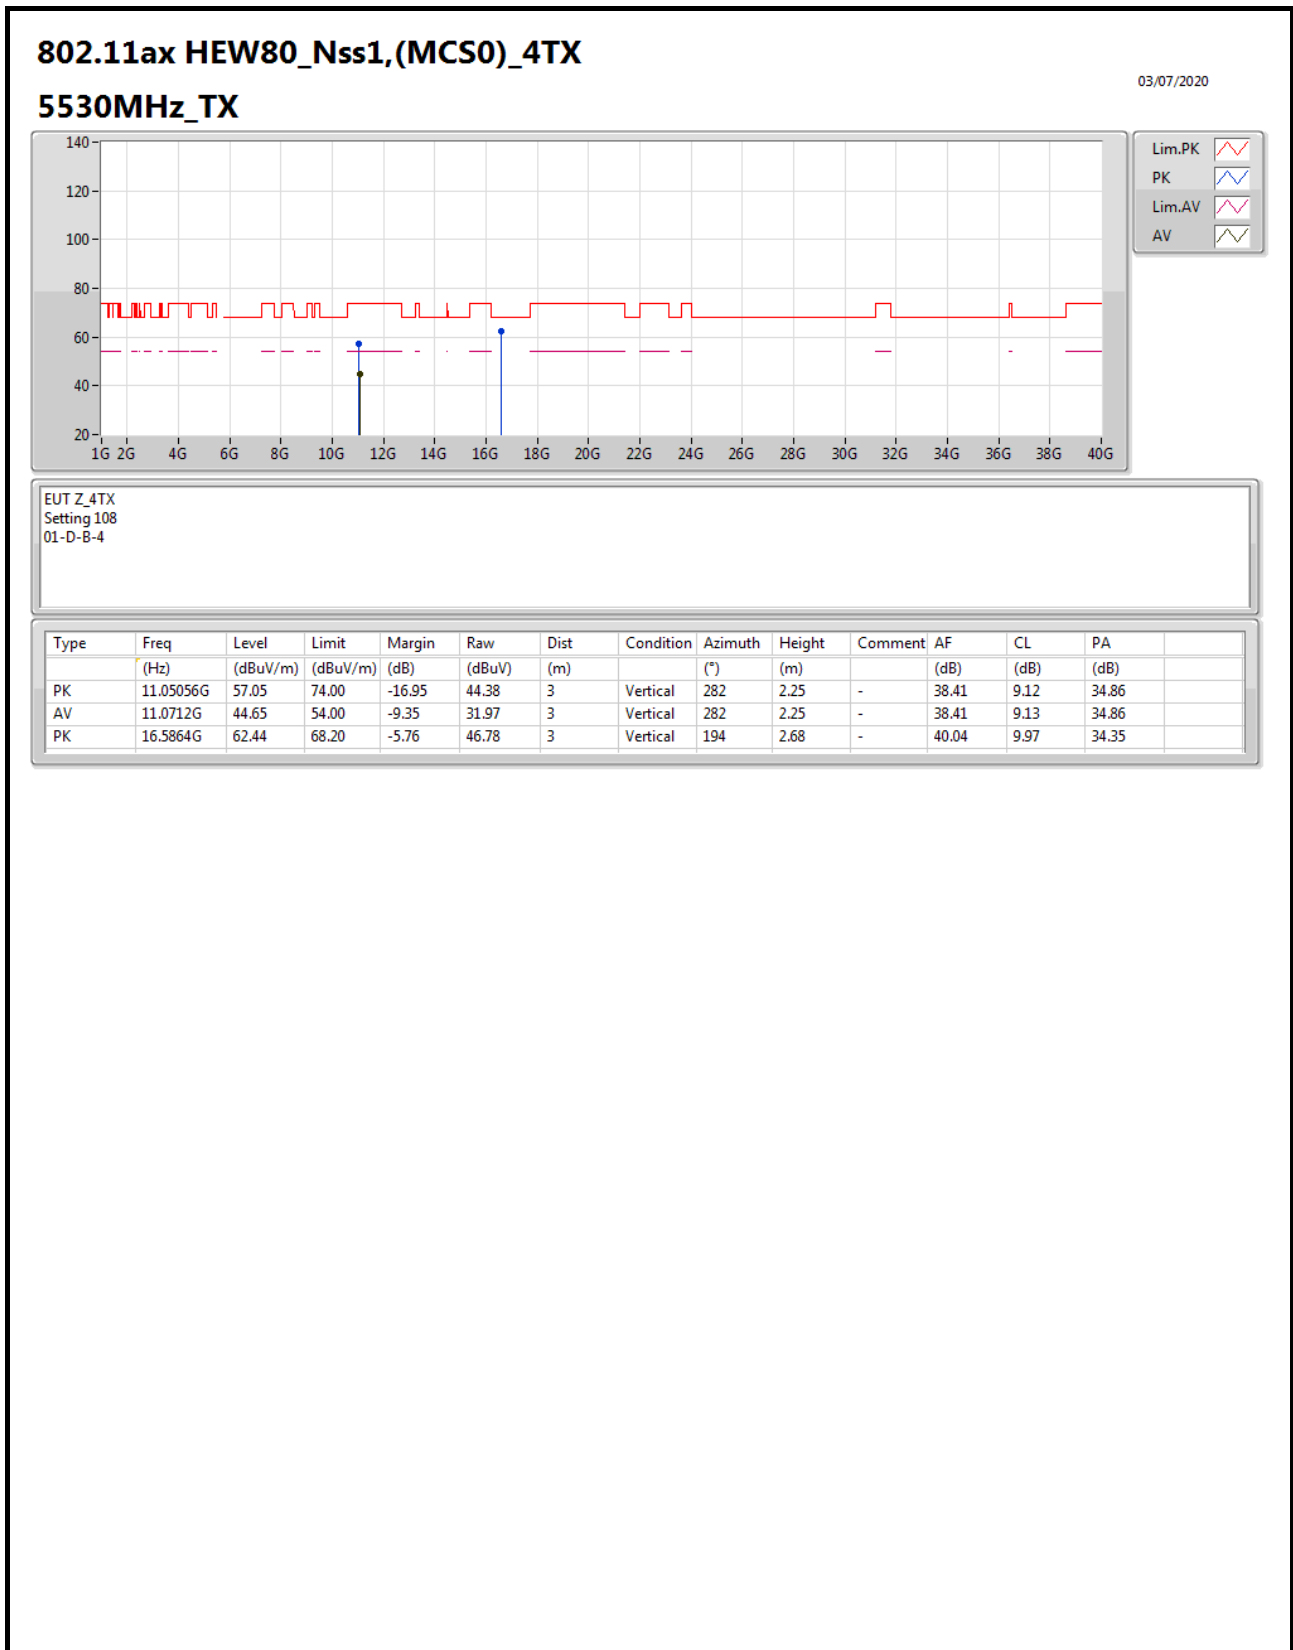 802.11ax HEW80_Nss1,(MCS0)_4TX
03/07/2020
5530MHz_TX
140
120
100
80
60
40
20
1G 2G 4G 6G 8G 10G 12G 14G 16G 18G 20G 22G 24G 26G 28G 30G 32G 34G 36G 38G 40G
Lim.PK
PK
Lim.AV
AV
EUT Z_4TX
Setting 108
01-D-B-4
Type Freq Level Limit Margin Raw Dist Condition Azimuth Height Comment AF CL PA
(Hz) (dBuV/m) (dBuV/m) (dB) (dBuV) (m) (°) (m) (dB) (dB) (dB)
PK 11.05056G 57.05 74.00 -16.95 44.38 3 Vertical 282 2.25 - 38.41 9.12 34.86
AV 11.0712G 44.65 54.00 -9.35 31.97 3 Vertical 282 2.25 - 38.41 9.13 34.86
PK 16.5864G 62.44 68.20 -5.76 46.78 3 Vertical 194 2.68 - 40.04 9.97 34.35